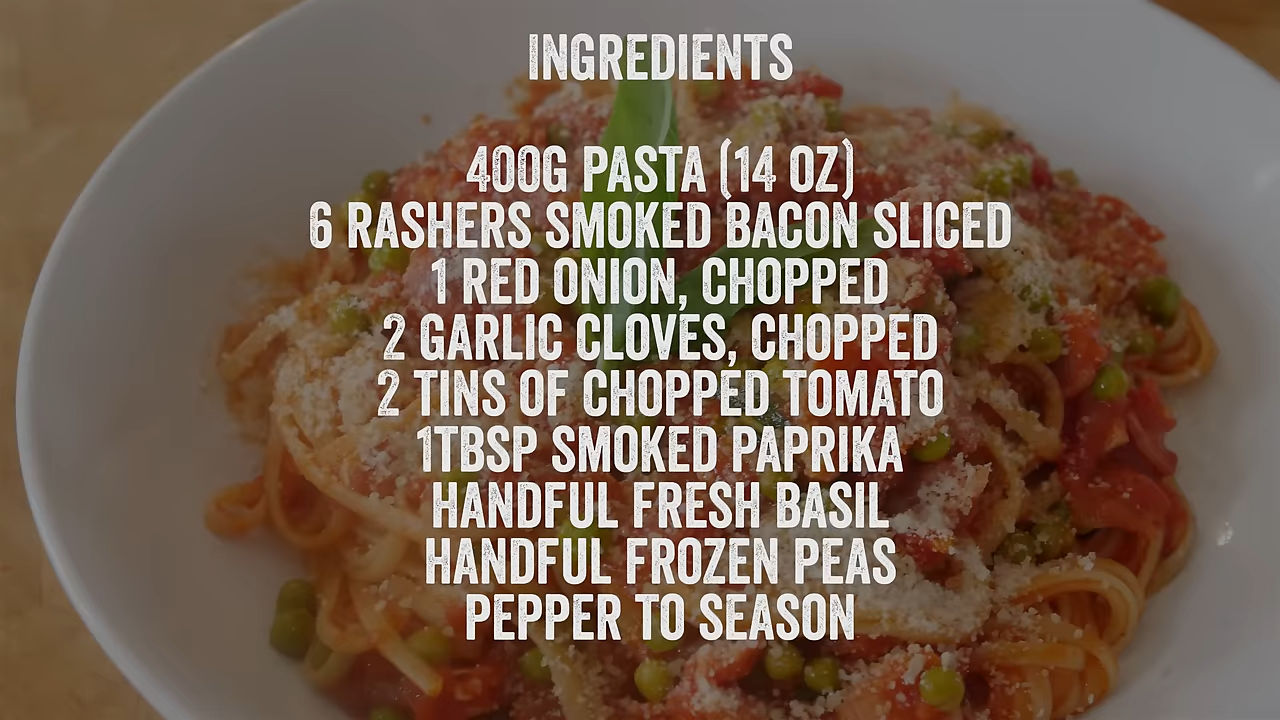 INGREDIENTS
400G PASTA (14 OZ)
6 RASHERS SMOKED BACON SLICED
1 RED ONION, CHOPPED
2 GARLIC CLOVES, CHOPPED
2 TINS OF CHOPPED TOMATO
1TBSP SMOKED PAPRIKA
HANDFUL FRESH BASIL
HANDFUL FROZEN PEAS
PEPPER TO SEASON